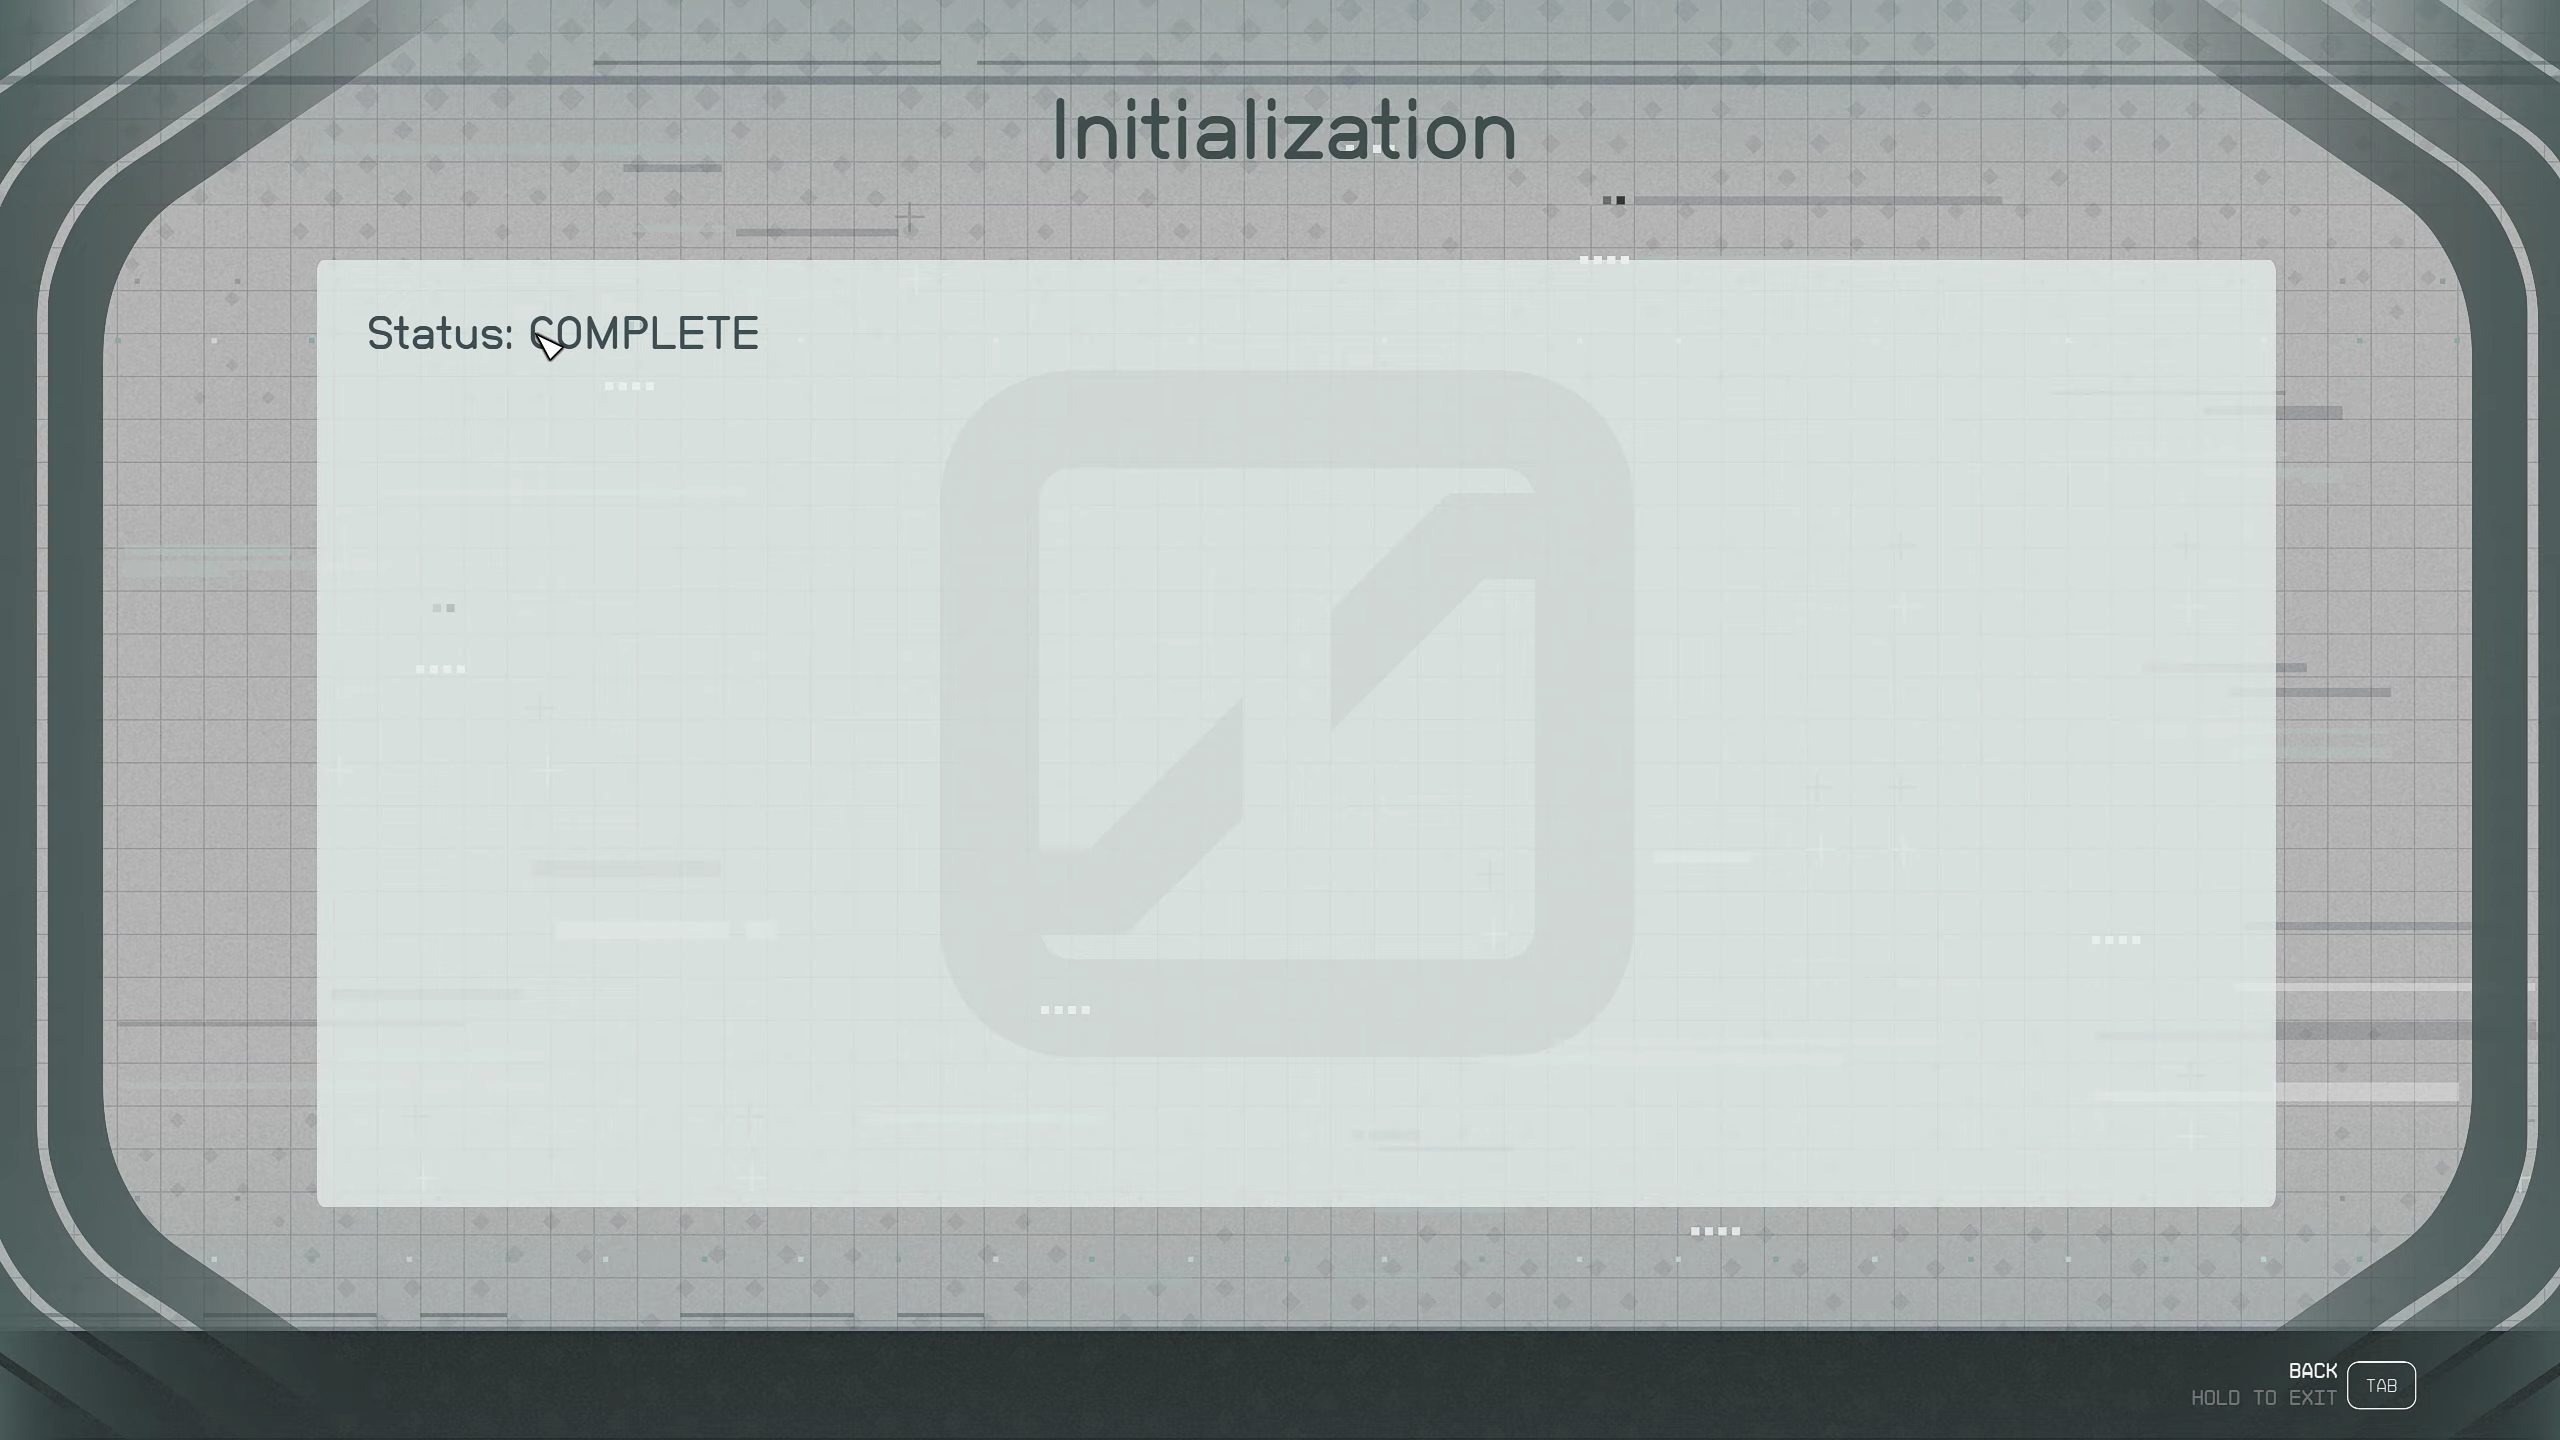 Initialization
Status: COMPLETE
BACK
HOLD TO EXIT
TAB